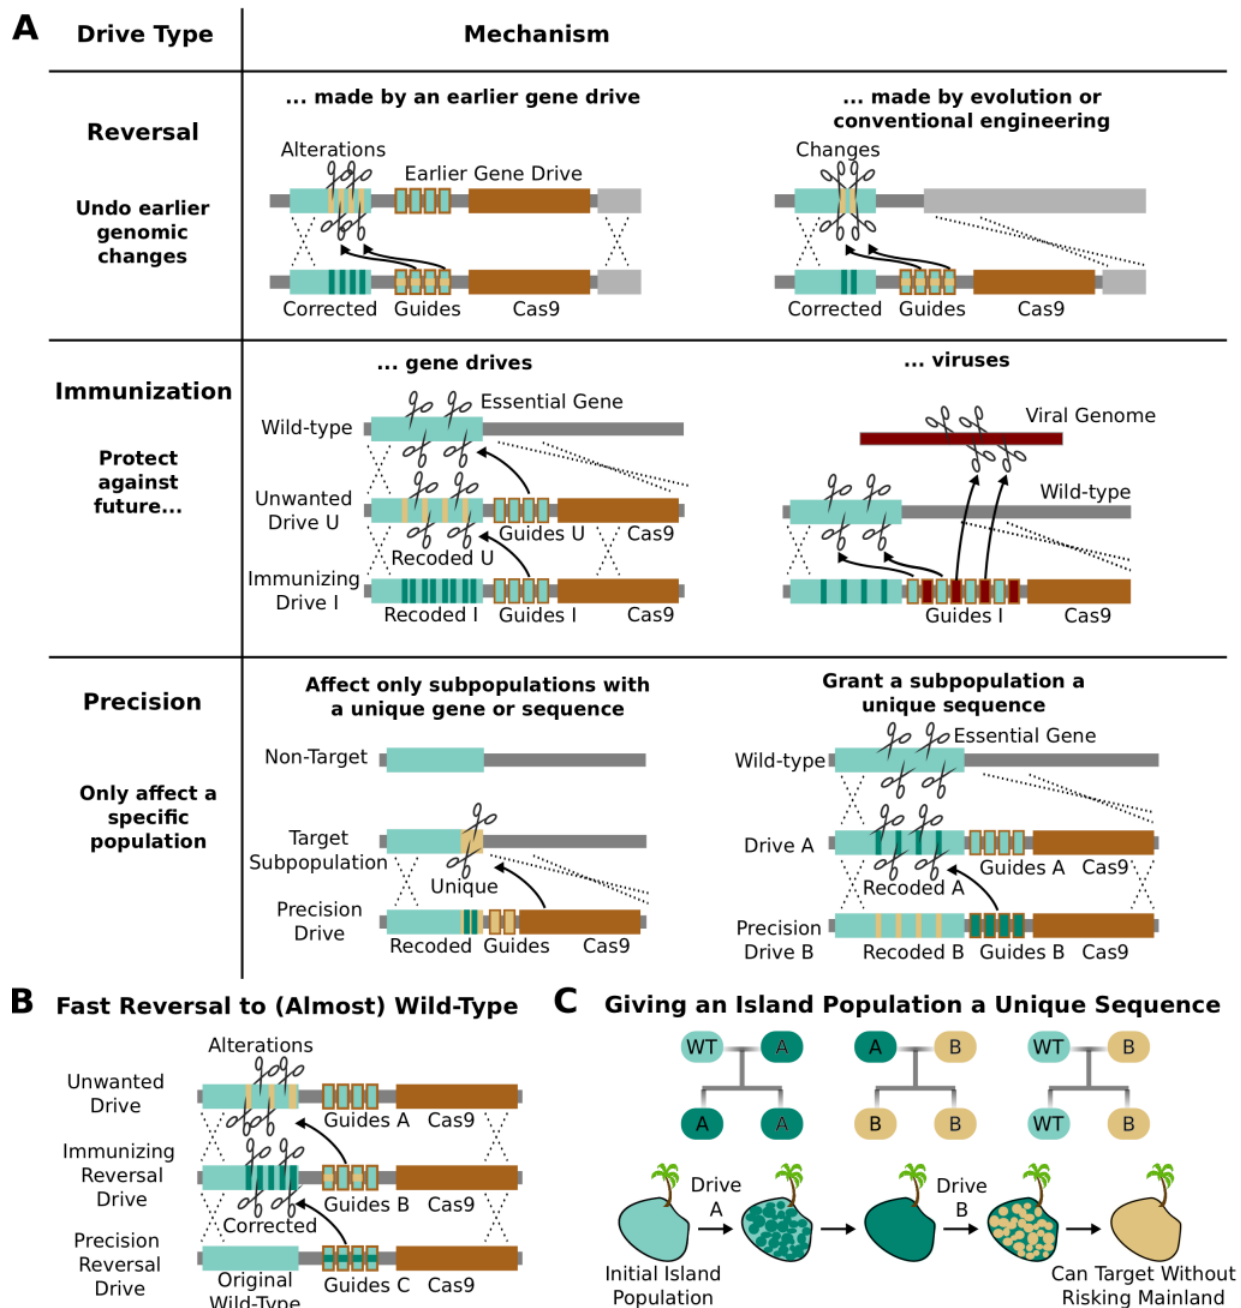 A
Drive Type
Mechanism
Reversal
Undo earlier
genomic
changes
... made by an earlier gene drive
Alterations
Earlier Gene Drive
Corrected
Guides
Cas9
... made by evolution or
conventional engineering
Changes
Corrected
Guides
Cas9
Immunization
Protect
against
future...
... gene drives
Essential Gene
Wild-type
Unwanted
Drive U
Guides U
Cas9
Recoded U
Immunizing
Drive I
Recoded I
Guides I
Cas9
... viruses
Viral Genome
Wild-type
Guides I
Cas9
Precision
Only affect a
specific
population
Affect only subpopulations with
a unique gene or sequence
Non-Target
Target
Subpopulation
Unique
Precision
Drive
Recoded
Guides
Cas9
Grant a subpopulation a
unique sequence
Essential Gene
Wild-type
Drive A
Guides A
Cas9
Recoded A
Precision
Drive B
Recoded B
Guides B
Cas9
B
Fast Reversal to (Almost) Wild-Type
Alterations
Unwanted
Drive
Guides A
Cas9
Immunizing
Reversal
Drive
Guides B
Cas9
Corrected
Precision
Reversal
Drive
Original
Wild-Type
Guides C
Cas9
C
Giving an Island Population a Unique Sequence
WT
A
A
B
WT
B
A
A
B
B
WT
B
Drive
A
Drive
B
Initial Island
Population
Can Target Without
Risking Mainland